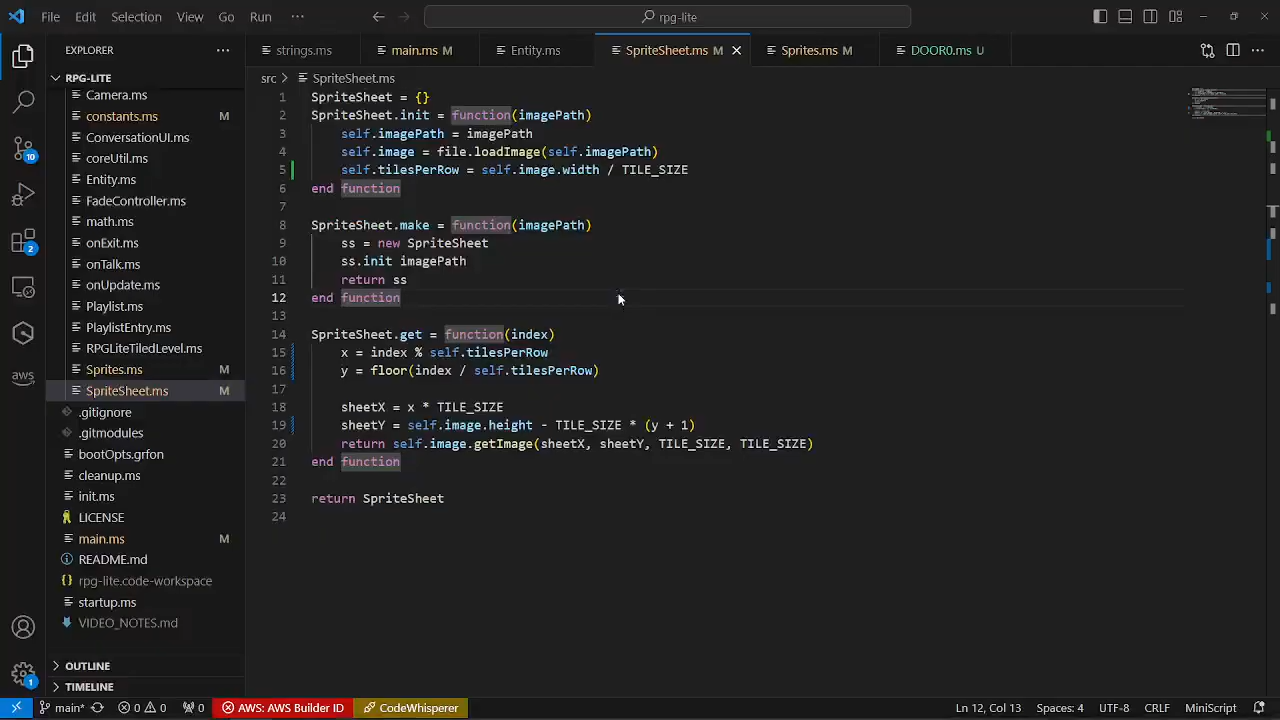 File Edit Selection View Go Run ··· rpg-lite
EXPLORER ···
strings.ms main.ms M Entity.ms SpriteSheet.ms M Sprites.ms M DOOR0.ms U ···
RPG-LITE
src > SpriteSheet.ms
Camera.ms
constants.ms M
ConversationUI.ms
coreUtil.ms
Entity.ms
FadeController.ms
math.ms
onExit.ms
onTalk.ms
onUpdate.ms
Playlist.ms
PlaylistEntry.ms
RPGLiteTiledLevel.ms
Sprites.ms M
SpriteSheet.ms M
.gitignore
.gitmodules
bootOpts.grfon
cleanup.ms
init.ms
LICENSE
main.ms M
README.md
rpg-lite.code-workspace
startup.ms
VIDEO_NOTES.md
OUTLINE
TIMELINE
10
2
aws
1
1 SpriteSheet = {}
2 SpriteSheet.init = function(imagePath)
3 self.imagePath = imagePath
4 self.image = file.loadImage(self.imagePath)
5 self.tilesPerRow = self.image.width / TILE_SIZE
6 end function
7
8 SpriteSheet.make = function(imagePath)
9 ss = new SpriteSheet
10 ss.init imagePath
11 return ss
12 end function
13
14 SpriteSheet.get = function(index)
15 x = index % self.tilesPerRow
16 y = floor(index / self.tilesPerRow)
17
18 sheetX = x * TILE_SIZE
19 sheetY = self.image.height - TILE_SIZE * (y + 1)
20 return self.image.getImage(sheetX, sheetY, TILE_SIZE, TILE_SIZE)
21 end function
22
23 return SpriteSheet
24
main* 0 0 0 AWS: AWS Builder ID CodeWhisperer Ln 12, Col 13 Spaces: 4 UTF-8 CRLF MiniScript